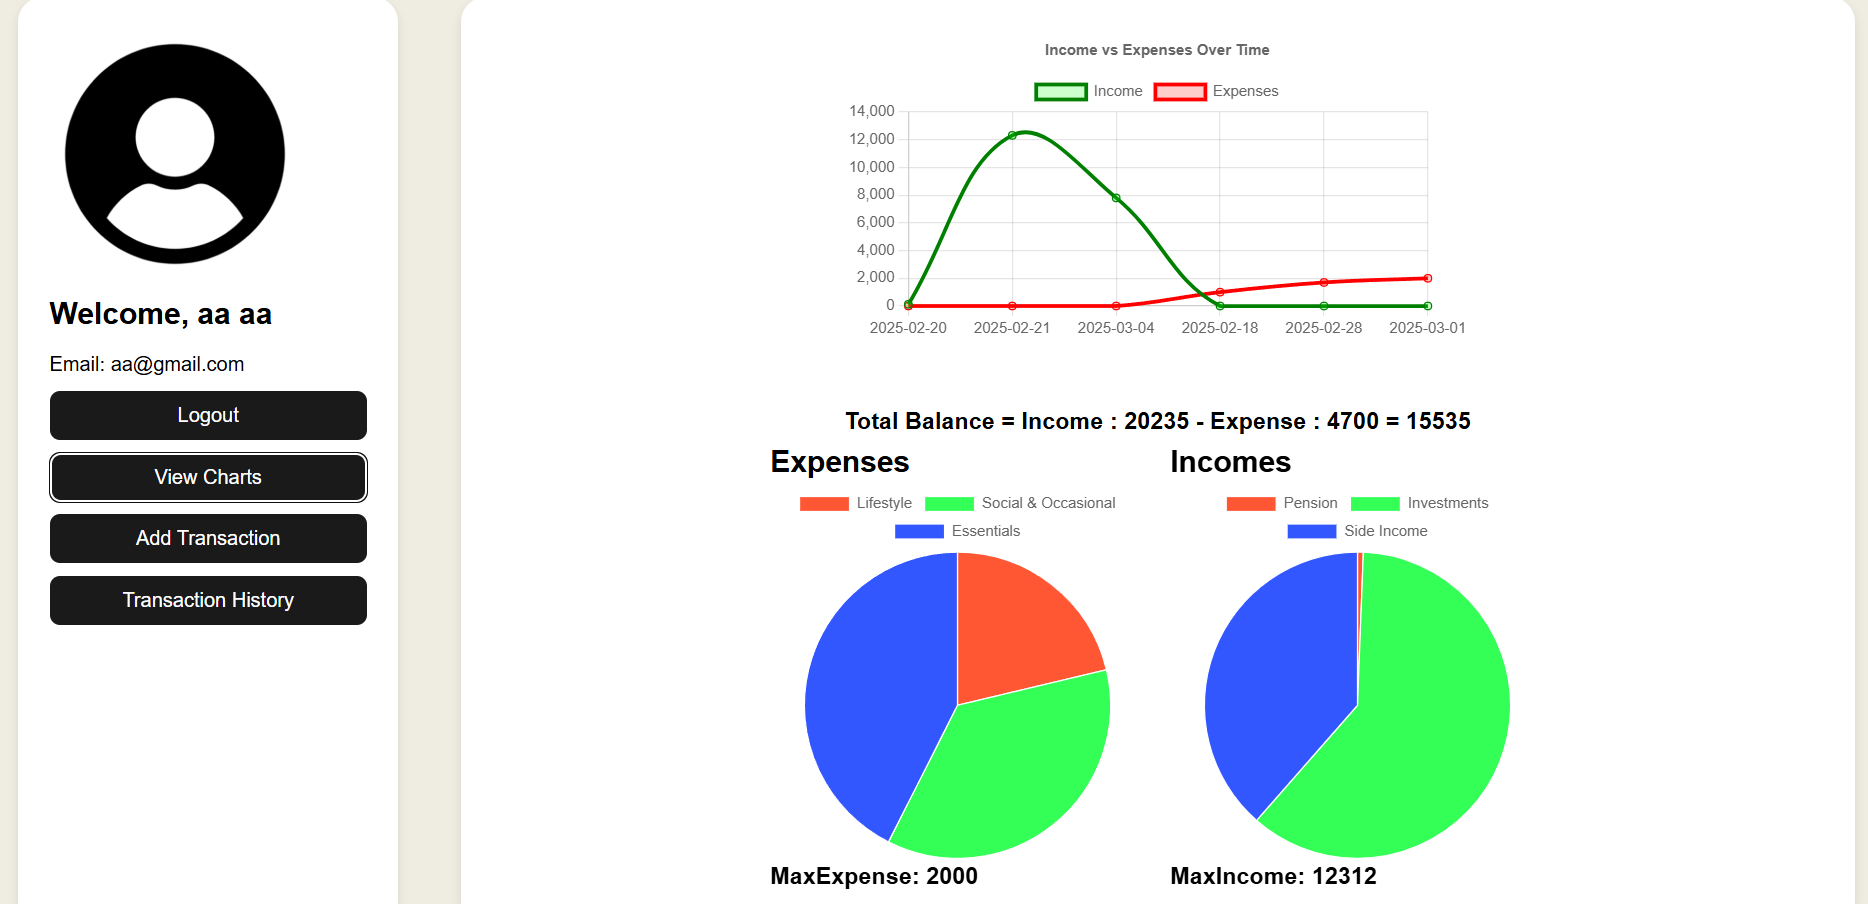 Welcome, aa aa
Email: aa@gmail.com
Logout
View Charts
Add Transaction
Transaction History
Income vs Expenses Over Time
Income Expenses
14,000
12,000
10,000
8,000
6,000
4,000
2,000
0
2025-02-20 2025-02-21 2025-03-04 2025-02-18 2025-02-28 2025-03-01
Total Balance = Income : 20235 - Expense : 4700 = 15535
Expenses
Lifestyle Social & Occasional
Essentials
MaxExpense: 2000
Incomes
Pension Investments
Side Income
MaxIncome: 12312